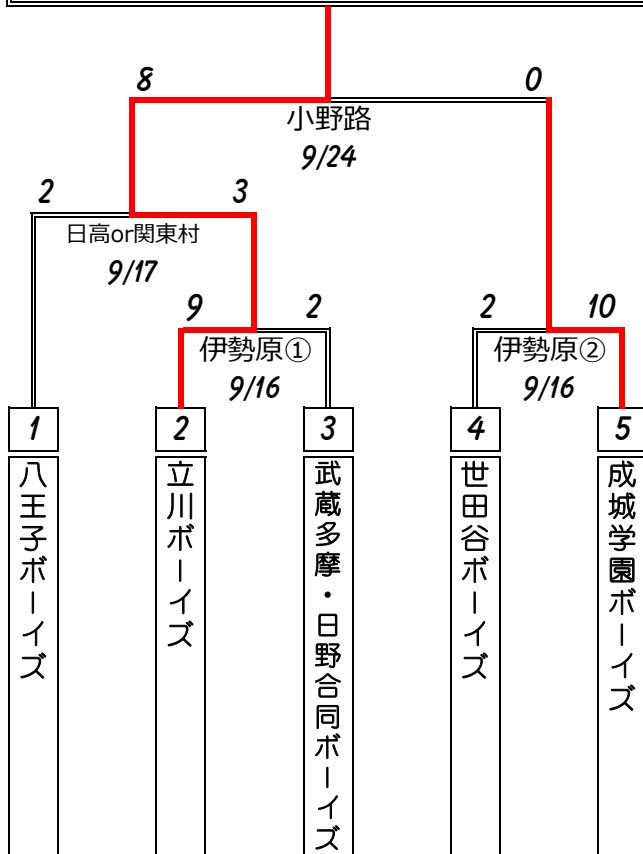 8
0
小野路
9/24
2
3
日高or関東村
9/17
9
2
伊勢原①
9/16
2
10
伊勢原②
9/16
1
2
3
4
5
八王子ボーイズ
立川ボーイズ
武蔵多摩・日野合同ボーイズ
世田谷ボーイズ
成城学園ボーイズ